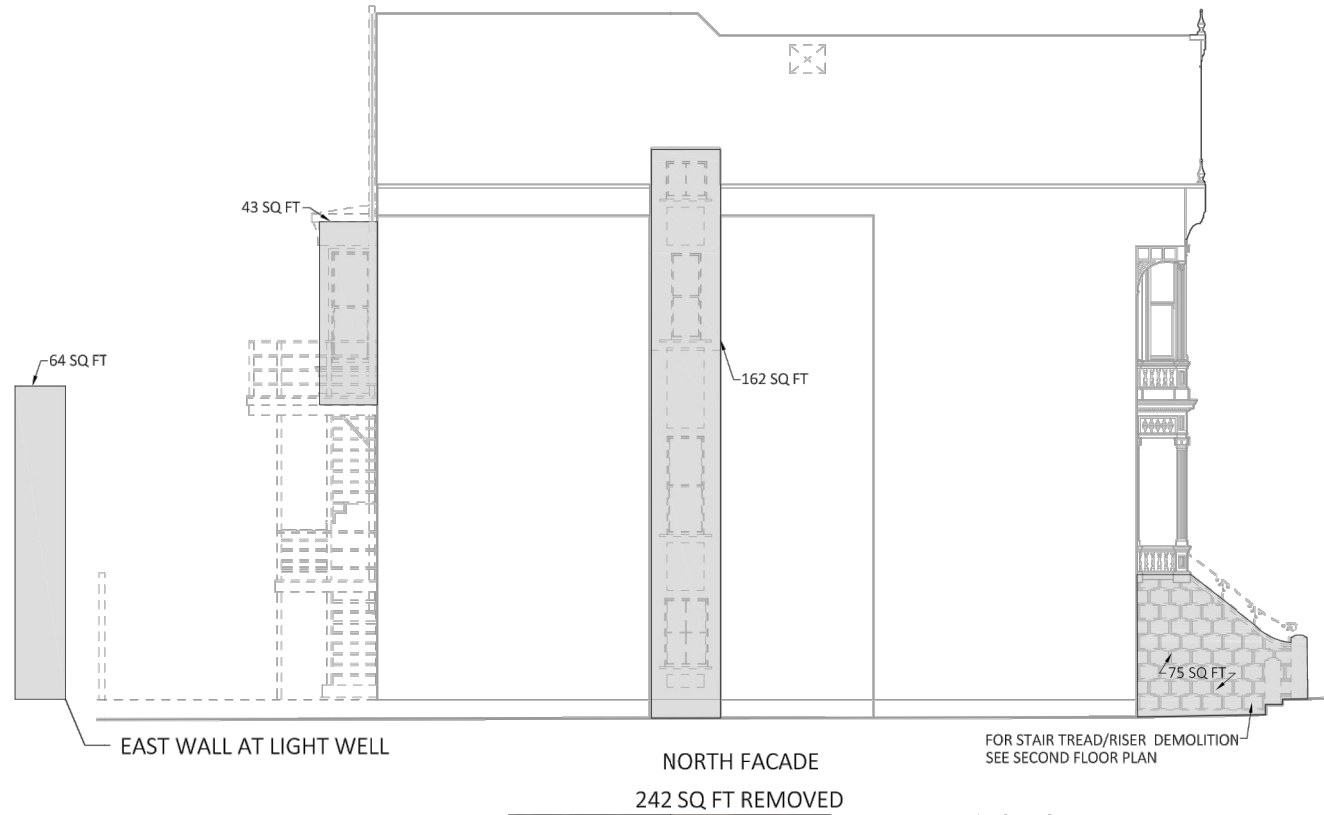 43 SQ FT
64 SQ FT
162 SQ FT
75 SQ FT
EAST WALL AT LIGHT WELL
FOR STAIR TREAD/RISER DEMOLITION
SEE SECOND FLOOR PLAN
NORTH FACADE
242 SQ FT REMOVED